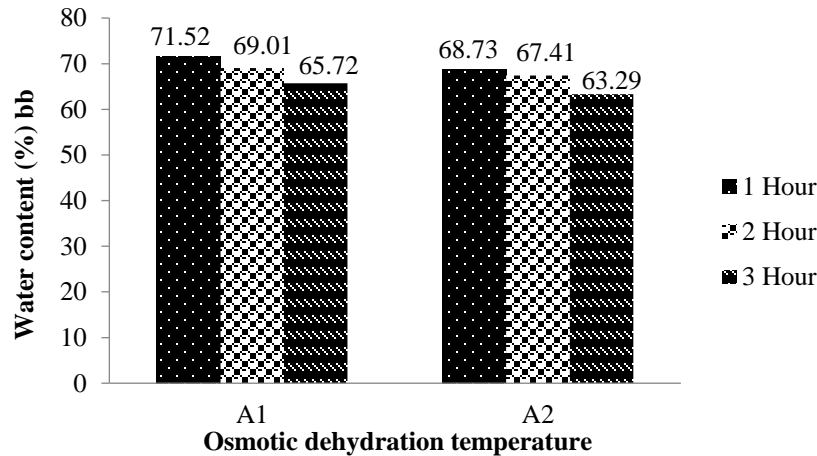 80
70
60
50
40
30
20
10
0
Water content (%) bb
71.52 69.01 65.72 68.73 67.41 63.29
A1 A2
Osmotic dehydration temperature
1 Hour
2 Hour
3 Hour